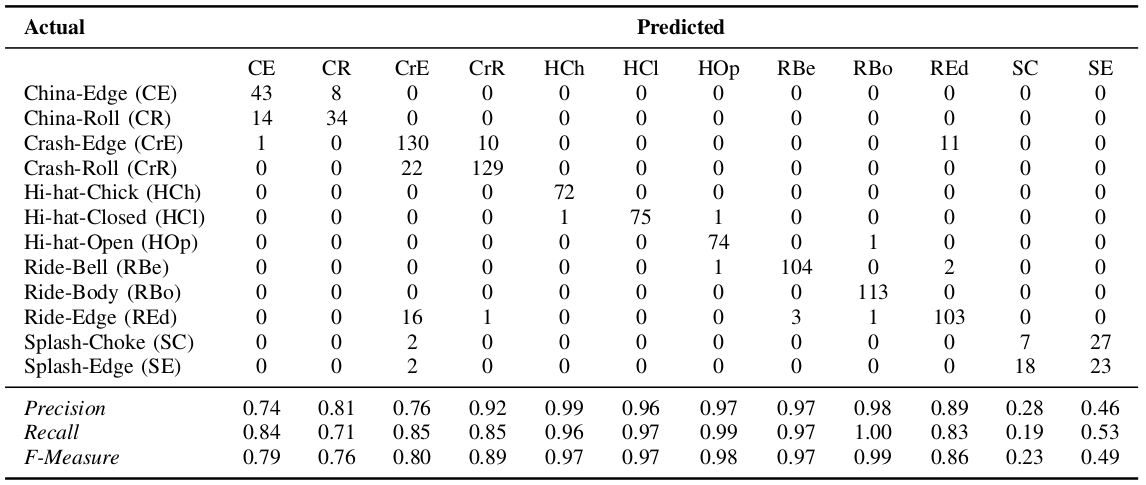 Actual Predicted
CE CR CrE CrR HCh HCl HOp RBe RBo REd SC SE
China-Edge (CE) 43 8 0 0 0 0 0 0 0 0 0 0
China-Roll (CR) 14 34 0 0 0 0 0 0 0 0 0 0
Crash-Edge (CrE) 1 0 130 10 0 0 0 0 0 11 0 0
Crash-Roll (CrR) 0 0 22 129 0 0 0 0 0 0 0 0
Hi-hat-Chick (HCh) 0 0 0 0 72 0 0 0 0 0 0 0
Hi-hat-Closed (HCl) 0 0 0 0 1 75 1 0 0 0 0 0
Hi-hat-Open (HOp) 0 0 0 0 0 0 74 0 1 0 0 0
Ride-Bell (RBe) 0 0 0 0 0 0 1 104 0 2 0 0
Ride-Body (RBo) 0 0 0 0 0 0 0 0 113 0 0 0
Ride-Edge (REd) 0 0 16 1 0 0 0 3 1 103 0 0
Splash-Choke (SC) 0 0 2 0 0 0 0 0 0 0 7 27
Splash-Edge (SE) 0 0 2 0 0 0 0 0 0 0 18 23
Precision 0.74 0.81 0.76 0.92 0.99 0.96 0.97 0.97 0.98 0.89 0.28 0.46
Recall 0.84 0.71 0.85 0.85 0.96 0.97 0.99 0.97 1.00 0.83 0.19 0.53
F-Measure 0.79 0.76 0.80 0.89 0.97 0.97 0.98 0.97 0.99 0.86 0.23 0.49